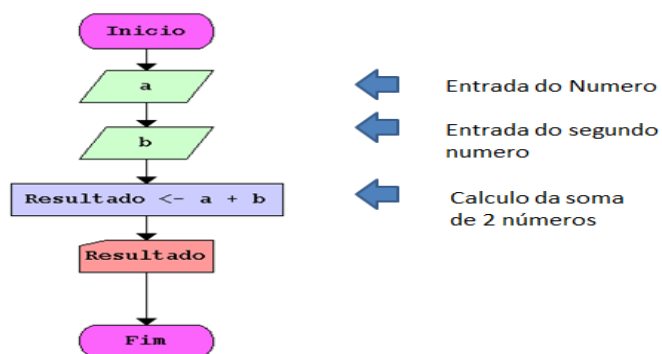 Inicio
a
Entrada do Numero
b
Entrada do segundo
numero
Resultado <- a + b
Calculo da soma
de 2 números
Resultado
Fim